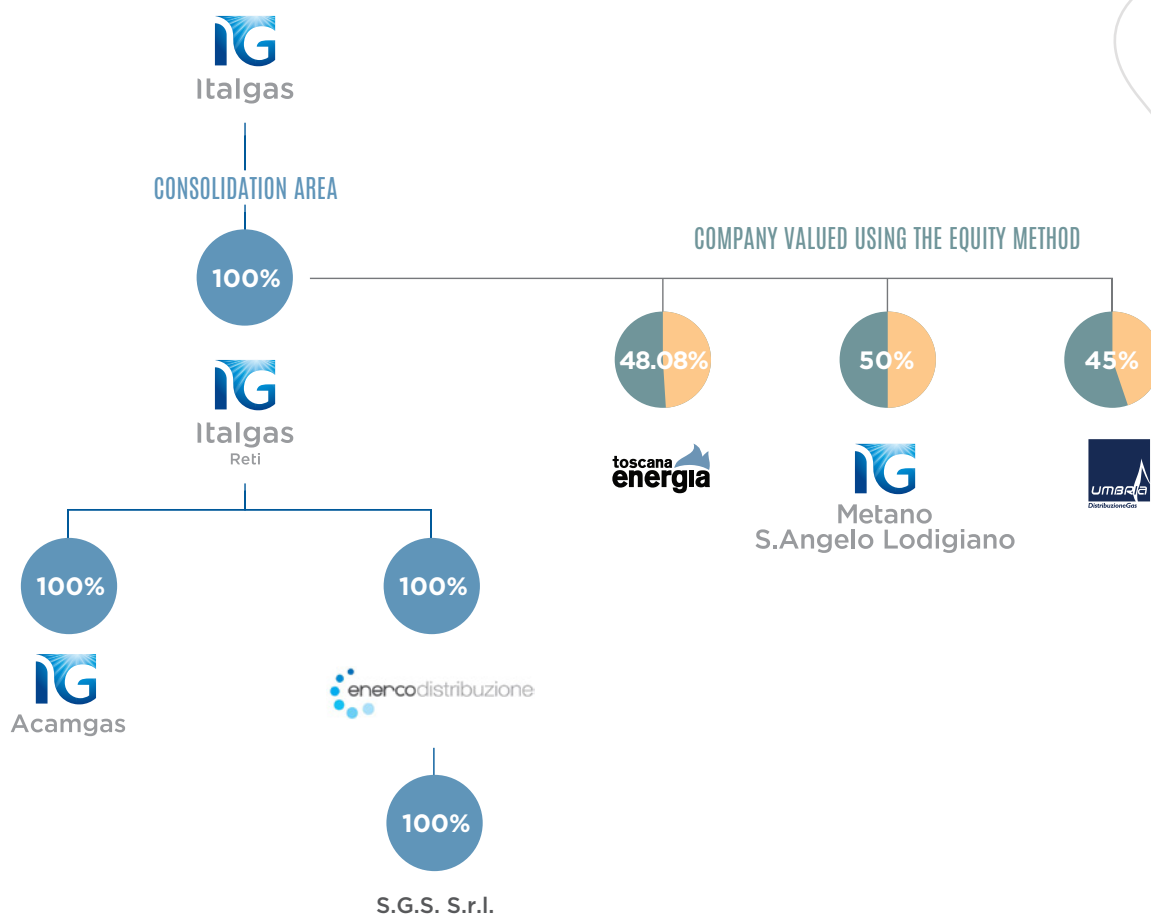 IG
Italgas
CONSOLIDATION AREA
COMPANY VALUED USING THE EQUITY METHOD
100%
48.08%
50%
45%
IG
Italgas
Reti
toscana
energia
IG
Metano
S.Angelo Lodigiano
UMBRIA
DistribuzioneGas
100%
100%
IG
Acamgas
enercodistribuzione
100%
S.G.S. S.r.l.